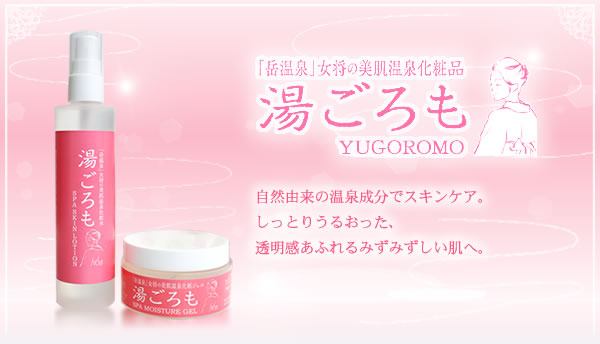 「岳温泉」女将の美肌温泉化粧品
湯ごろも
YUGOROMO
自然由来の温泉成分でスキンケア。
しっとりうるおった、
透明感あふれるみずみずしい肌へ。
湯ごろも
SPA SKIN LOTION
湯ごろも
SPA MOISTURE GEL